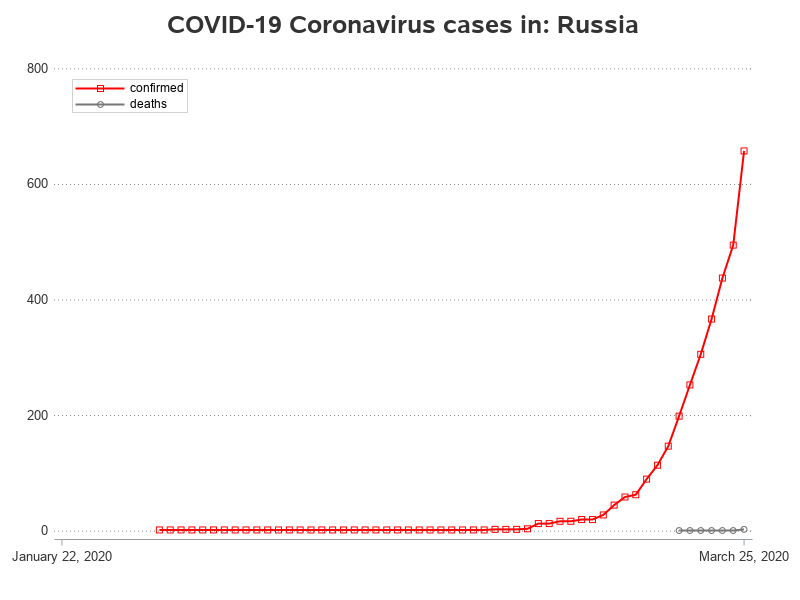 COVID-19 Coronavirus cases in: Russia
800
confirmed
deaths
600
400
200
0
January 22, 2020
March 25, 2020